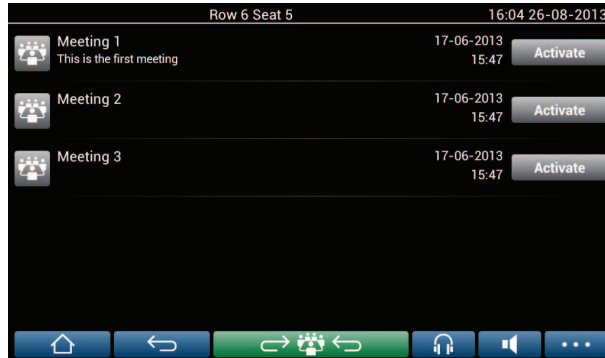 Row 6 Seat 5 16:04 26-08-2013
Meeting 1 17-06-2013
This is the first meeting 15:47 Activate
Meeting 2 17-06-2013
15:47 Activate
Meeting 3 17-06-2013
15:47 Activate